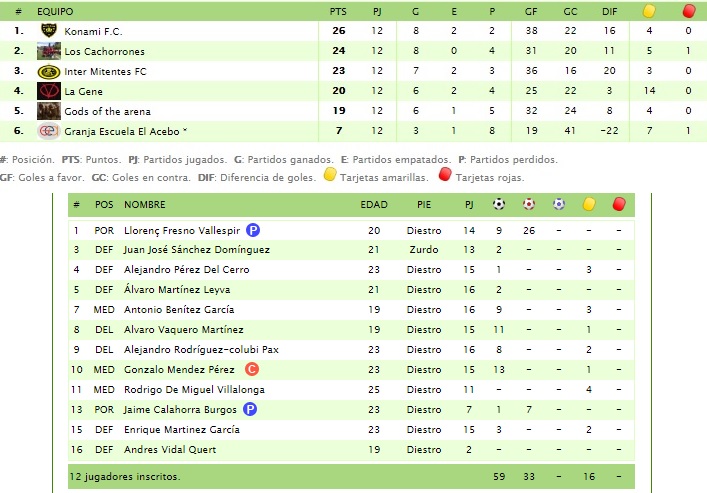 # EQUIPO PTS PJ G E P GF GC DIF
1. Konami F.C. 26 12 8 2 2 38 22 16 4 0
2. Los Cachorrones 24 12 8 0 4 31 20 11 5 1
3. Inter Mitentes FC 23 12 7 2 3 36 16 20 3 0
4. La Gene 20 12 6 2 4 25 22 3 14 0
5. Gods of the arena 19 12 6 1 5 32 24 8 4 0
6. Granja Escuela El Acebo * 7 12 3 1 8 19 41 -22 7 1
#: Posición. PTS: Puntos. PJ: Partidos jugados. G: Partidos ganados. E: Partidos empatados. P: Partidos perdidos.
GF: Goles a favor. GC: Goles en contra. DIF: Diferencia de goles. Tarjetas amarillas. Tarjetas rojas.
# POS NOMBRE EDAD PIE PJ
1 POR Llorenç Fresno Vallespir P 20 Diestro 14 9 26 - - -
3 DEF Juan José Sánchez Domínguez 21 Zurdo 13 2 - - - -
4 DEF Alejandro Pérez Del Cerro 23 Diestro 15 1 - - 3 -
5 DEF Álvaro Martínez Leyva 21 Diestro 16 2 - - - -
7 MED Antonio Benítez García 19 Diestro 16 9 - - 3 -
8 DEL Alvaro Vaquero Martínez 19 Diestro 15 11 - - 1 -
9 DEL Alejandro Rodríguez-colubi Pax 23 Diestro 16 8 - - 2 -
10 MED Gonzalo Mendez Pérez C 23 Diestro 15 13 - - 1 -
11 MED Rodrigo De Miguel Villalonga 25 Diestro 11 - - - 4 -
13 POR Jaime Calahorra Burgos P 23 Diestro 7 1 7 - - -
15 DEF Enrique Martinez García 23 Diestro 15 3 - - 2 -
16 DEF Andres Vidal Quert 19 Diestro 2 - - - - -
12 jugadores inscritos. 59 33 - 16 -